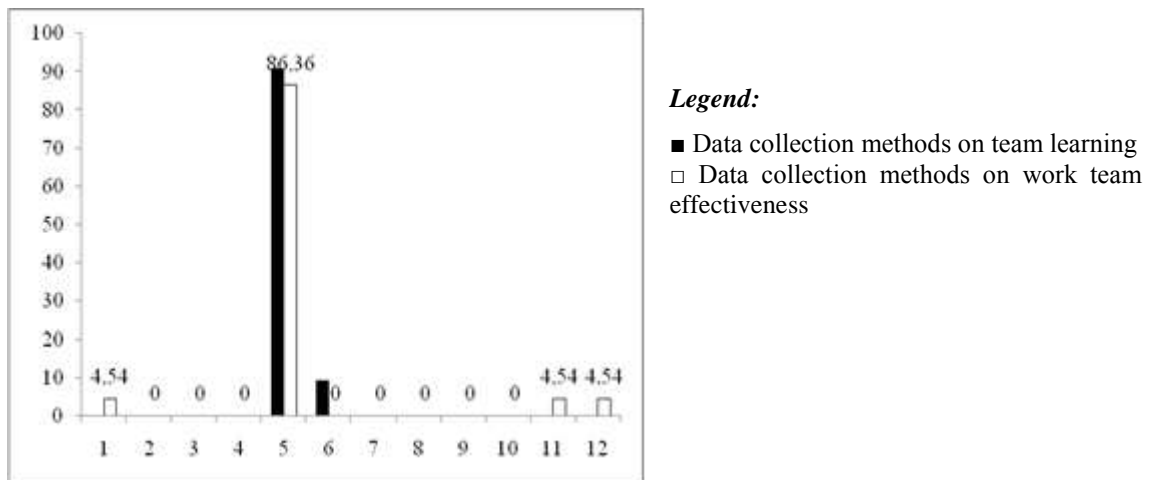 100
90
80
70
60
50
40
30
20
10
0
86,36
4,54 0 0 0 0 0 0 0 0 4,54 4,54
1 2 3 4 5 6 7 8 9 10 11 12
Legend:
■ Data collection methods on team learning
□ Data collection methods on work team
effectiveness